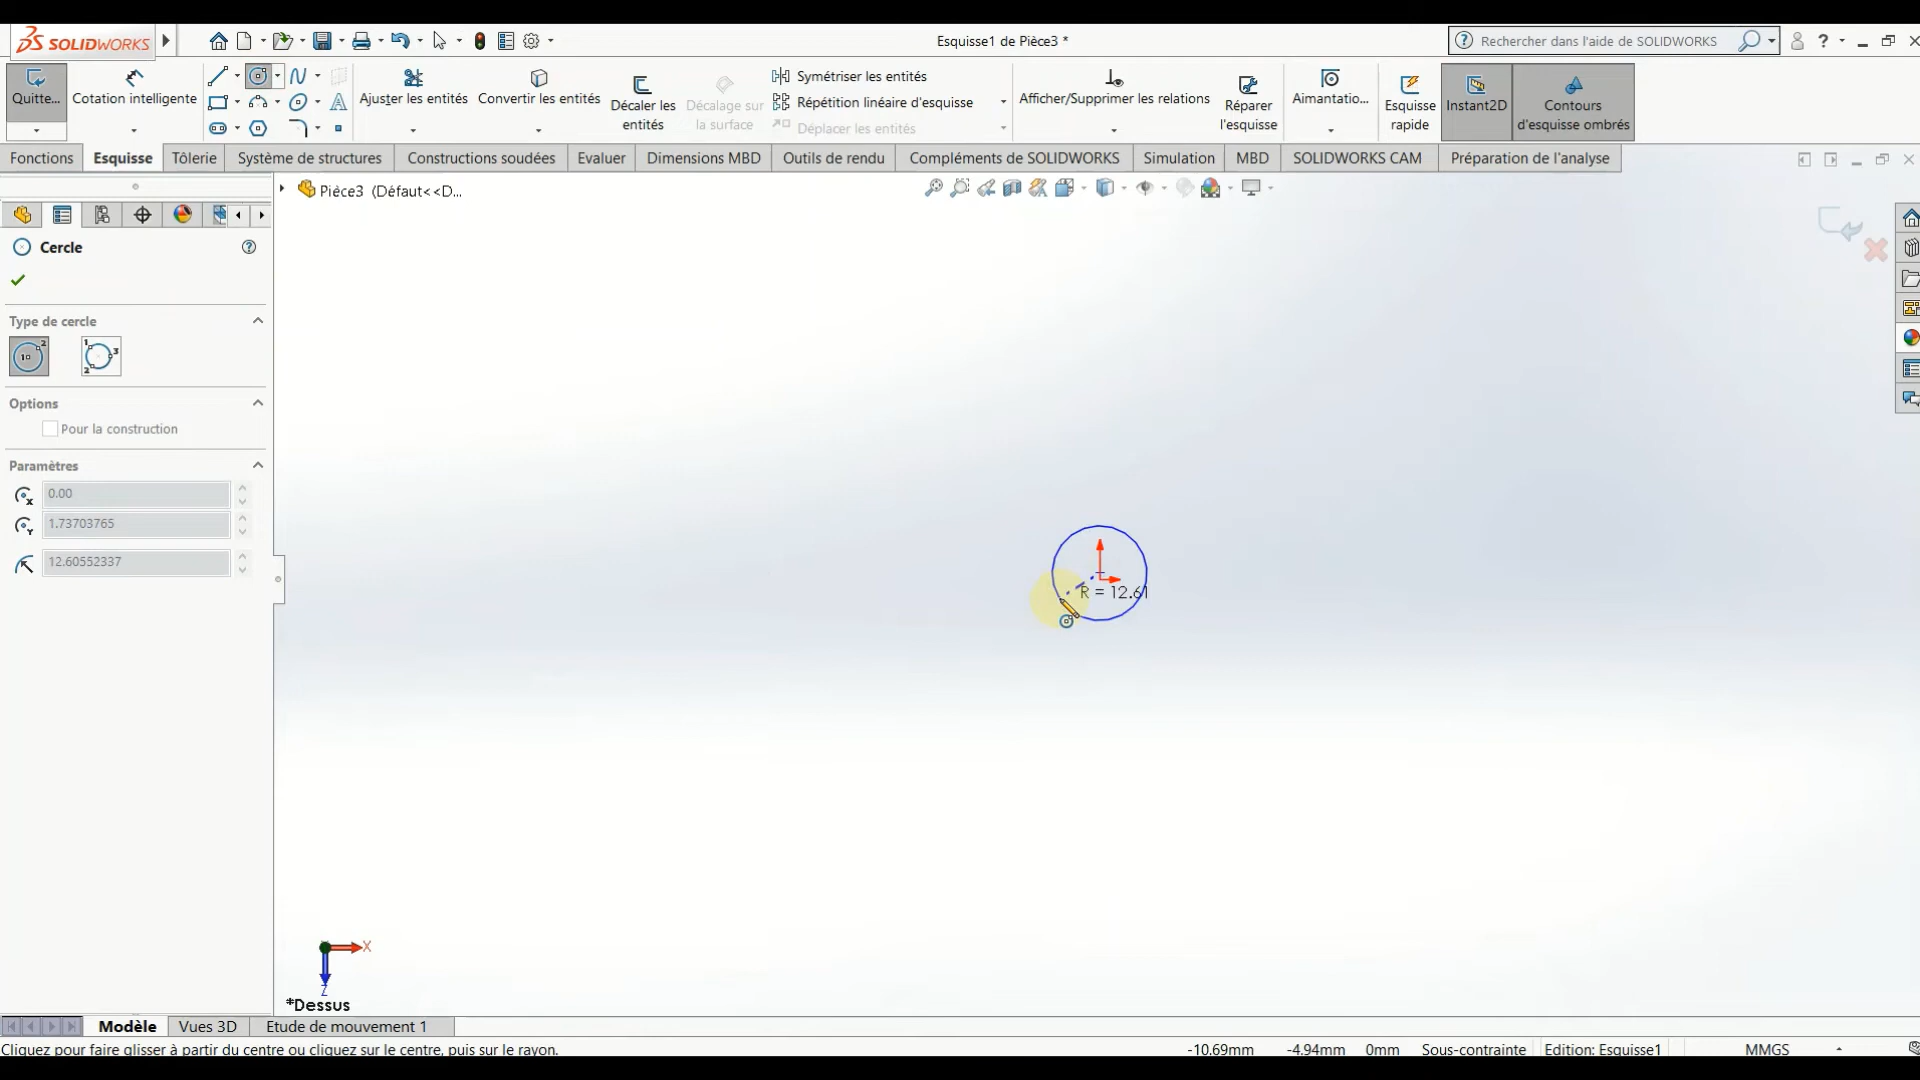 SOLIDWORKS
Esquisse1 de Pièce3 *
Rechercher dans l'aide de SOLIDWORKS
?
Quitte...
Cotation intelligente
Ajuster les entités
Convertir les entités
Décaler les entités
Décalage sur la surface
Symétriser les entités
Répétition linéaire d'esquisse
Déplacer les entités
Afficher/Supprimer les relations
Réparer l'esquisse
Aimantatio...
Esquisse rapide
Instant2D
Contours d'esquisse ombrés
Fonctions
Esquisse
Tôlerie
Système de structures
Constructions soudées
Evaluer
Dimensions MBD
Outils de rendu
Compléments de SOLIDWORKS
Simulation
MBD
SOLIDWORKS CAM
Préparation de l'analyse
Pièce3 (Défaut<<D...
Cercle
Type de cercle
Options
Pour la construction
Paramètres
0.00
1.73703765
12.60552337
R = 12.61
X
Z
*Dessus
Modèle
Vues 3D
Etude de mouvement 1
Cliquez pour faire glisser à partir du centre ou cliquez sur le centre, puis sur le rayon.
-10.69mm
-4.94mm
0mm
Sous-contrainte
Edition: Esquisse1
MMGS